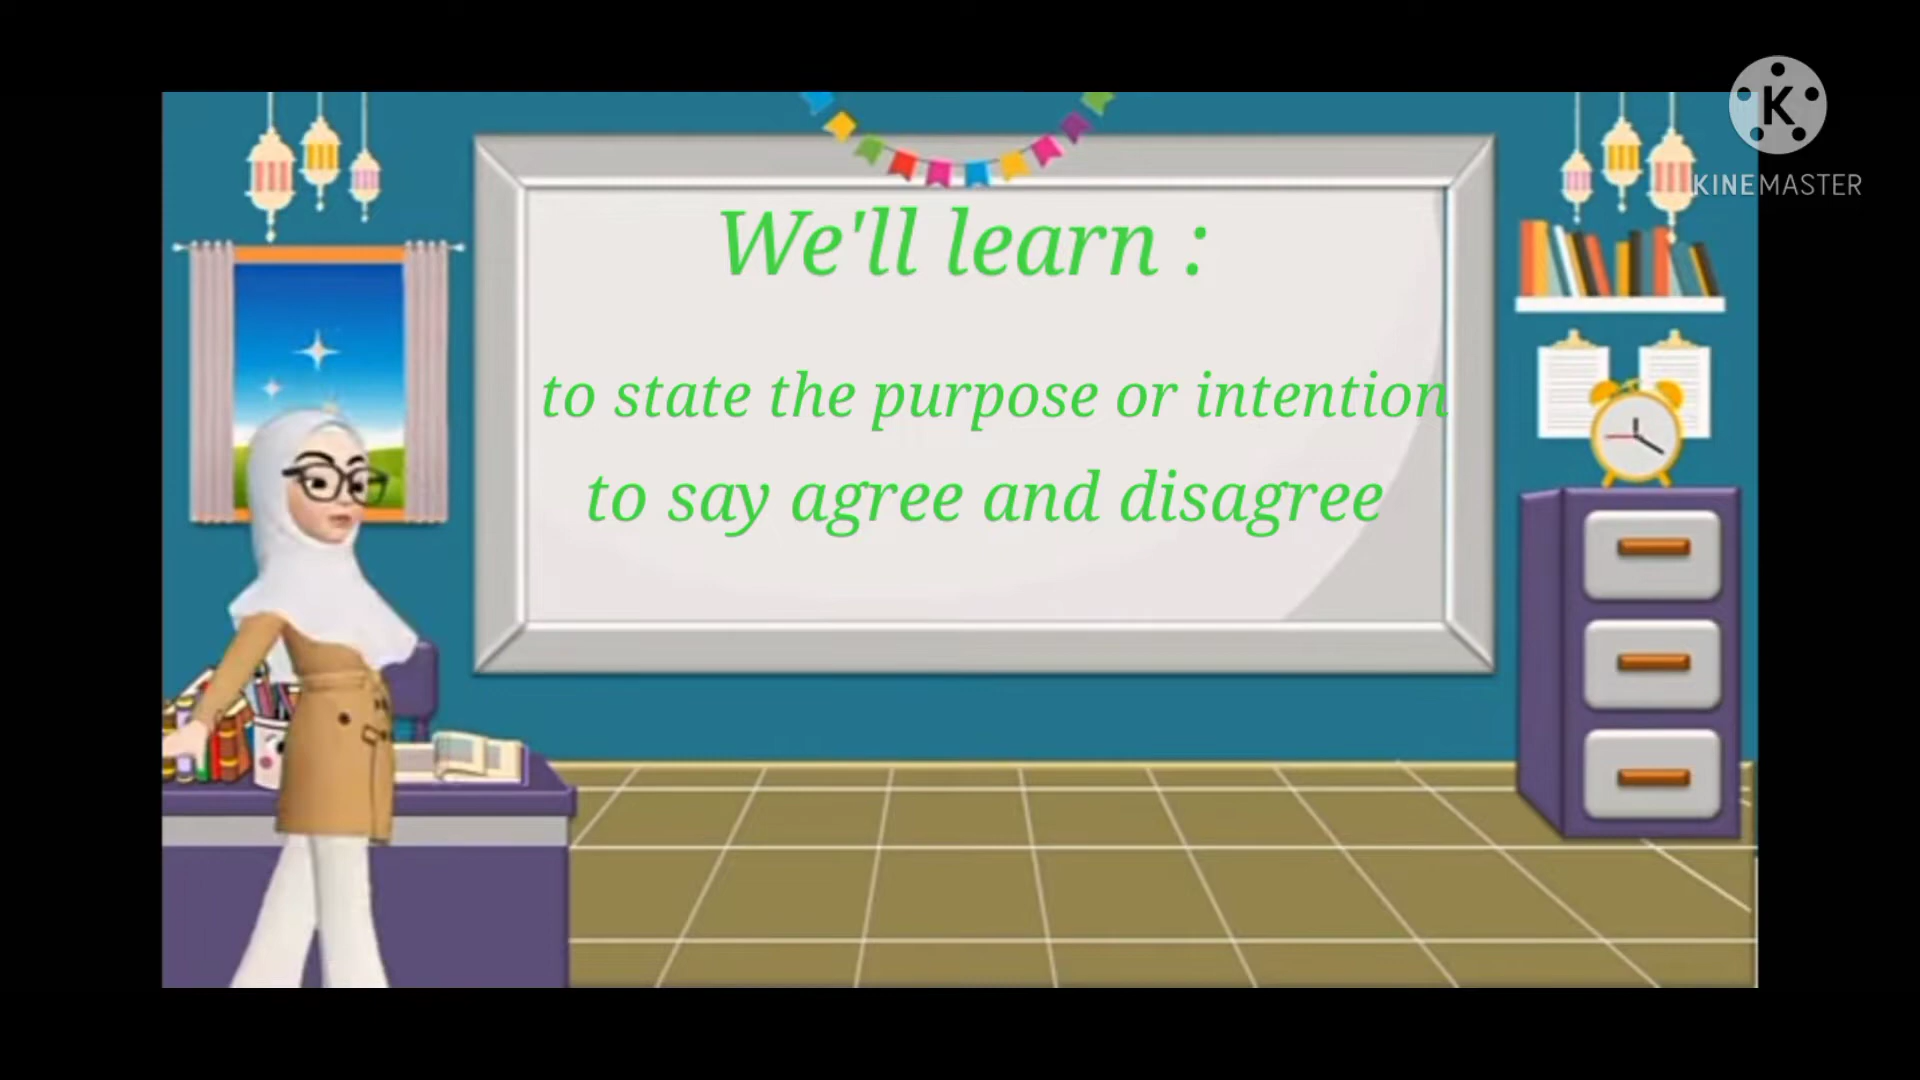 We'll learn :
to state the purpose or intention
to say agree and disagree
K
KINEMASTER